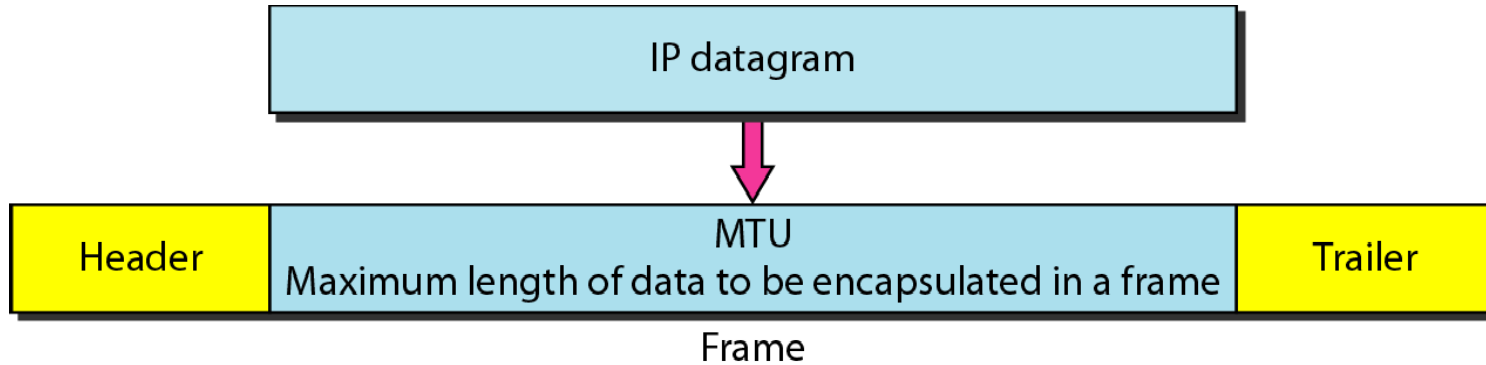 IP datagram
MTU
Header
Maximum length of data to be encapsulated in a frame
Trailer
Frame